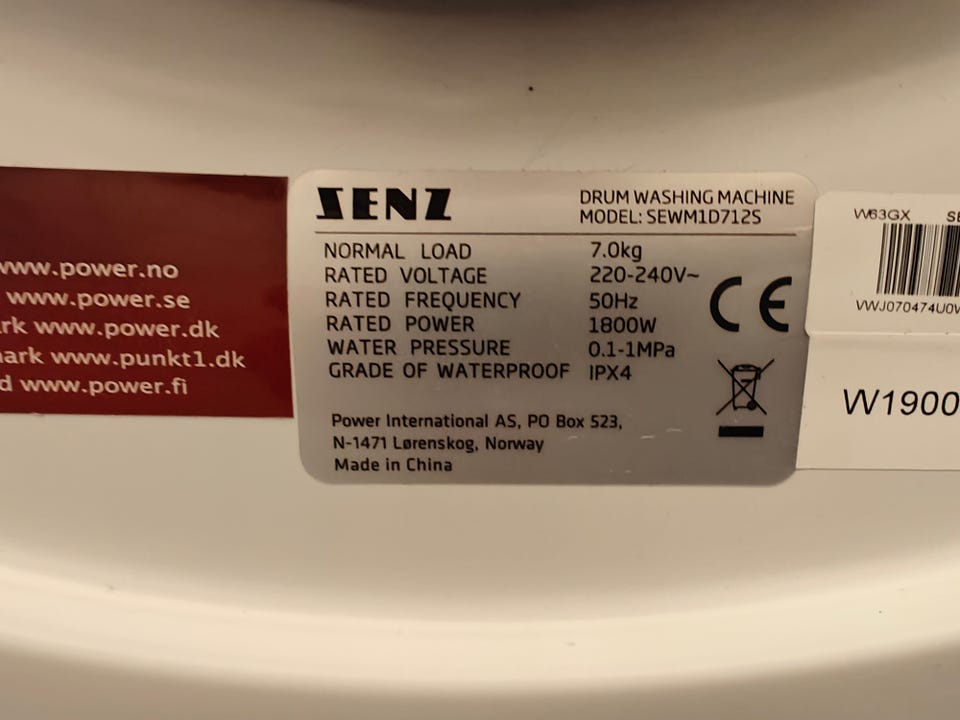 www.power.no
www.power.se
www.power.dk
www.punkt1.dk
www.power.fi
SENZ
DRUM WASHING MACHINE
MODEL: SEWM1D712S
NORMAL LOAD 7.0kg
RATED VOLTAGE 220-240V~
RATED FREQUENCY 50Hz
RATED POWER 1800W
WATER PRESSURE 0.1-1MPa
GRADE OF WATERPROOF IPX4
CE
Power International AS, PO Box 523,
N-1471 Lørenskog, Norway
Made in China
W63GX
W1900